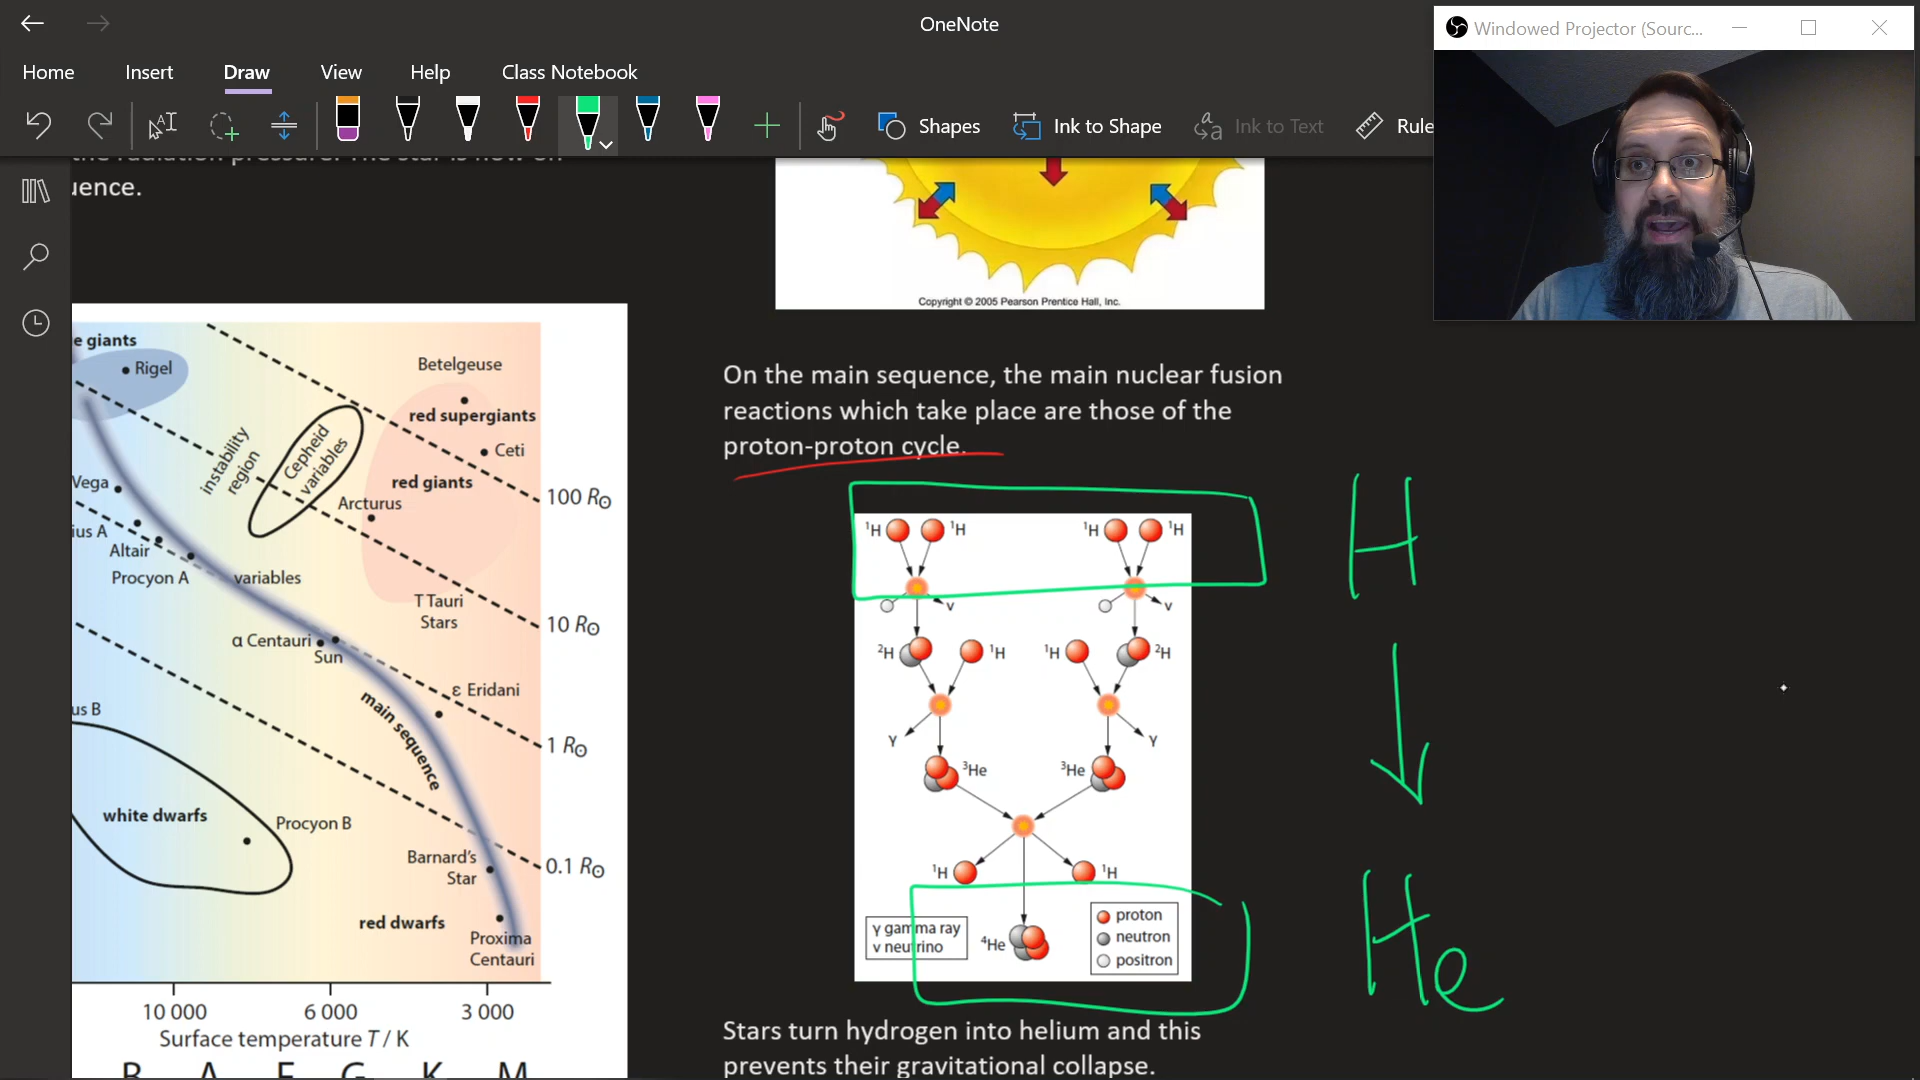 OneNote
Windowed Projector (Sourc...
Home Insert Draw View Help Class Notebook
Shapes Ink to Shape Ink to Text Rule
uence.
Copyright © 2005 Pearson Prentice Hall, Inc.
e giants
Rigel
Betelgeuse
red supergiants
Ceti
instability
region
Cepheid
variables
red giants
Arcturus
Vega
100 R⊙
ius A
Altair
Procyon A
variables
T Tauri
Stars
10 R⊙
α Centauri
Sun
ε Eridani
us B
main sequence
1 R⊙
white dwarfs
Procyon B
Barnard's
Star
0.1 R⊙
red dwarfs
Proxima
Centauri
10 000 6 000 3 000
Surface temperature T / K
B A F G K M
On the main sequence, the main nuclear fusion
reactions which take place are those of the
proton-proton cycle.
¹H ¹H ¹H ¹H
ν ν
²H ¹H ¹H ²H
γ γ
³He ³He
¹H ¹H
γ gamma ray
ν neutrino
⁴He
proton
neutron
positron
H
He
Stars turn hydrogen into helium and this
prevents their gravitational collapse.